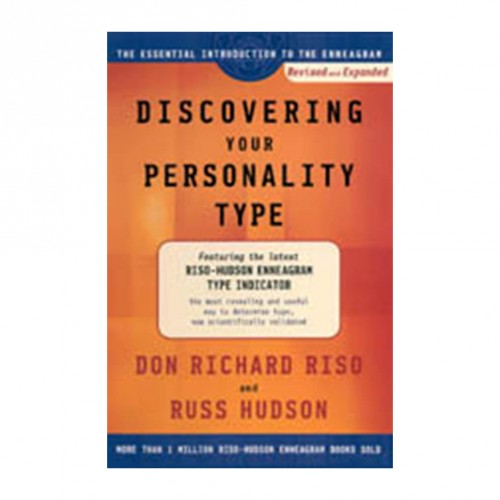 THE ESSENTIAL INTRODUCTION TO THE ENNEAGRAM
Revised and Expanded
DISCOVERING
YOUR
PERSONALITY
TYPE
Featuring the latest
RISO-HUDSON ENNEAGRAM
TYPE INDICATOR
the most revealing and useful
way to determine type,
now scientifically validated
DON RICHARD RISO
and
RUSS HUDSON
MORE THAN 1 MILLION RISO-HUDSON ENNEAGRAM BOOKS SOLD